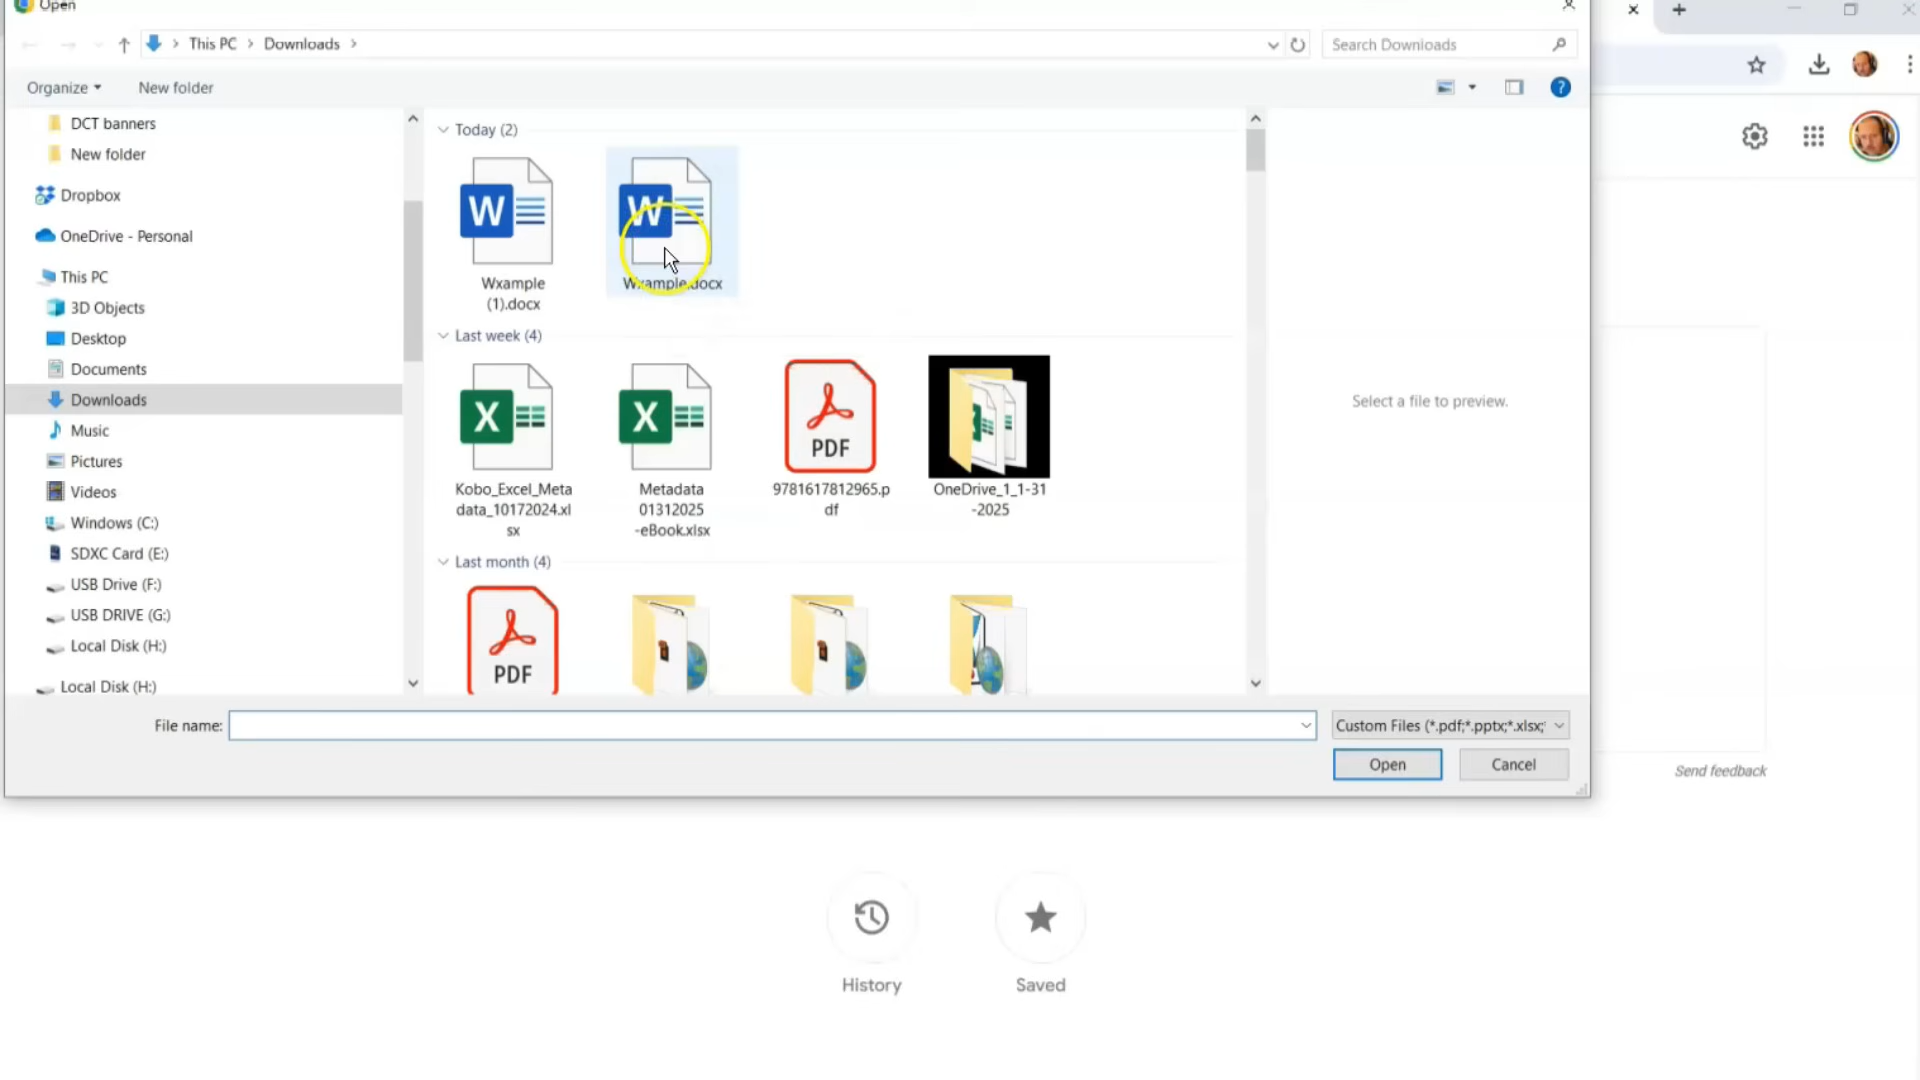 Open
This PC
Downloads
Search Downloads
Organize
New folder
DCT banners
New folder
Dropbox
OneDrive - Personal
This PC
3D Objects
Desktop
Documents
Downloads
Music
Pictures
Videos
Windows (C:)
SDXC Card (E:)
USB Drive (F:)
USB DRIVE (G:)
Local Disk (H:)
Local Disk (H:)
Today (2)
W
W
Wxample
(1).docx
Wxample.docx
Last week (4)
X
X
PDF
Kobo_Excel_Meta
data_10172024.xl
sx
Metadata
01312025
-eBook.xlsx
9781617812965.p
df
OneDrive_1_1-31
-2025
Last month (4)
PDF
Select a file to preview.
File name:
Custom Files (*.pdf;*.pptx;*.xlsx;
Open
Cancel
Send feedback
History
Saved